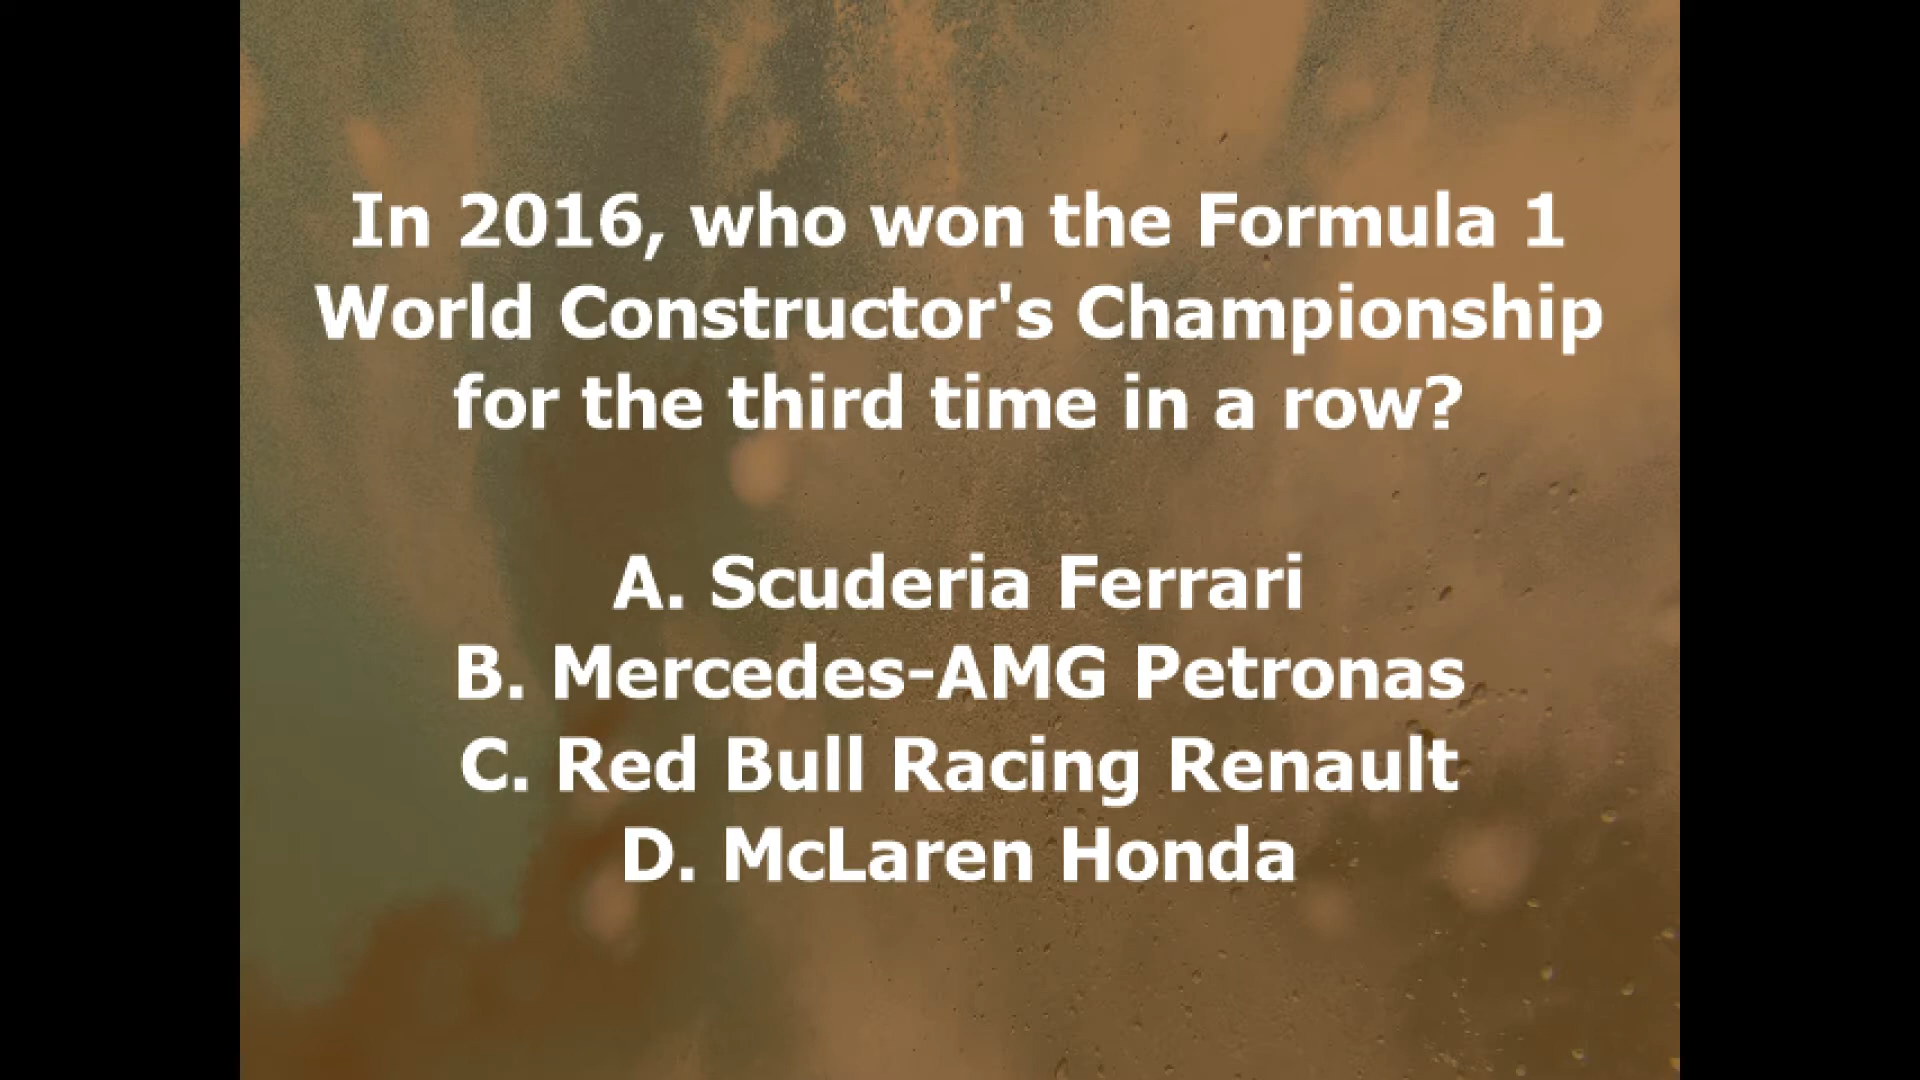 In 2016, who won the Formula 1
World Constructor's Championship
for the third time in a row?
A. Scuderia Ferrari
B. Mercedes-AMG Petronas
C. Red Bull Racing Renault
D. McLaren Honda